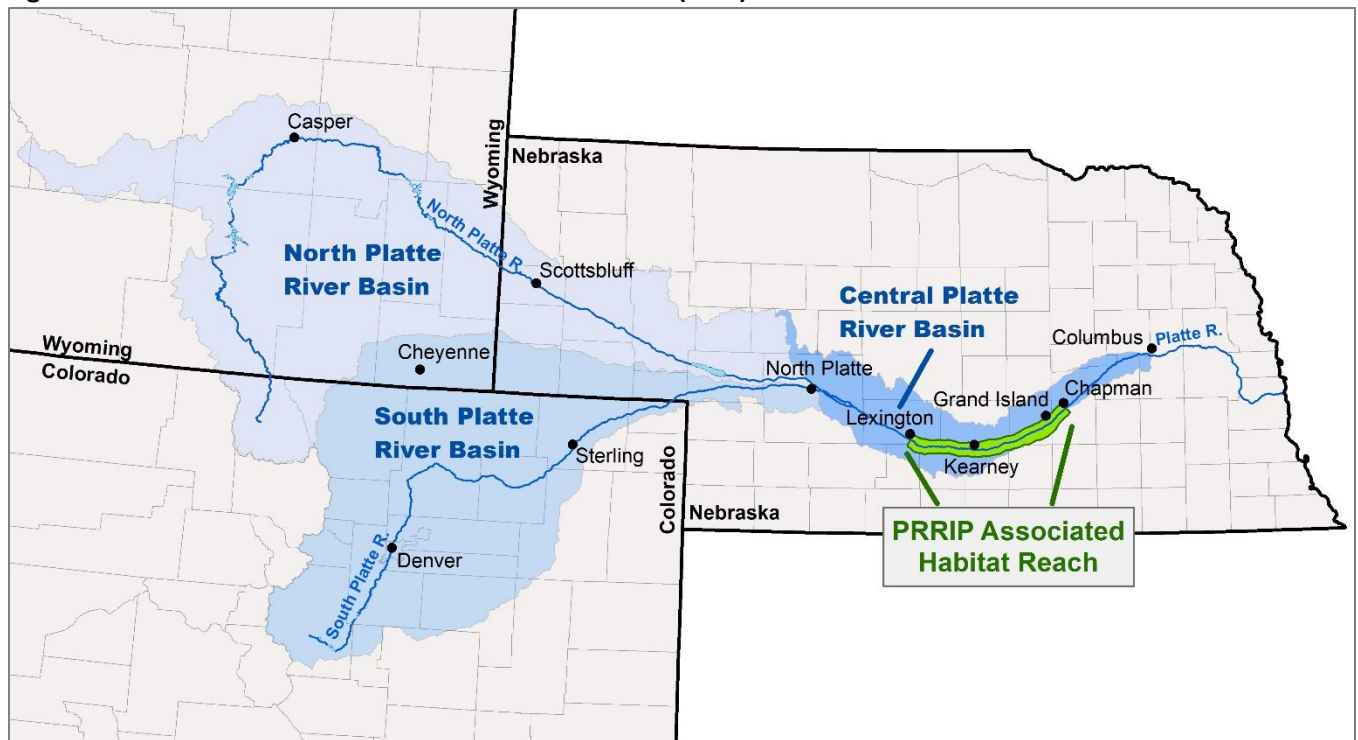 Casper
Wyoming
Nebraska
North Platte R.
North Platte
River Basin
Scottsbluff
Central Platte
River Basin
Columbus
Platte R.
Wyoming
Colorado
Cheyenne
North Platte
Grand Island
Chapman
Lexington
South Platte
River Basin
Sterling
Kearney
Colorado
Nebraska
PRRIP Associated
Habitat Reach
Denver
South Platte R.